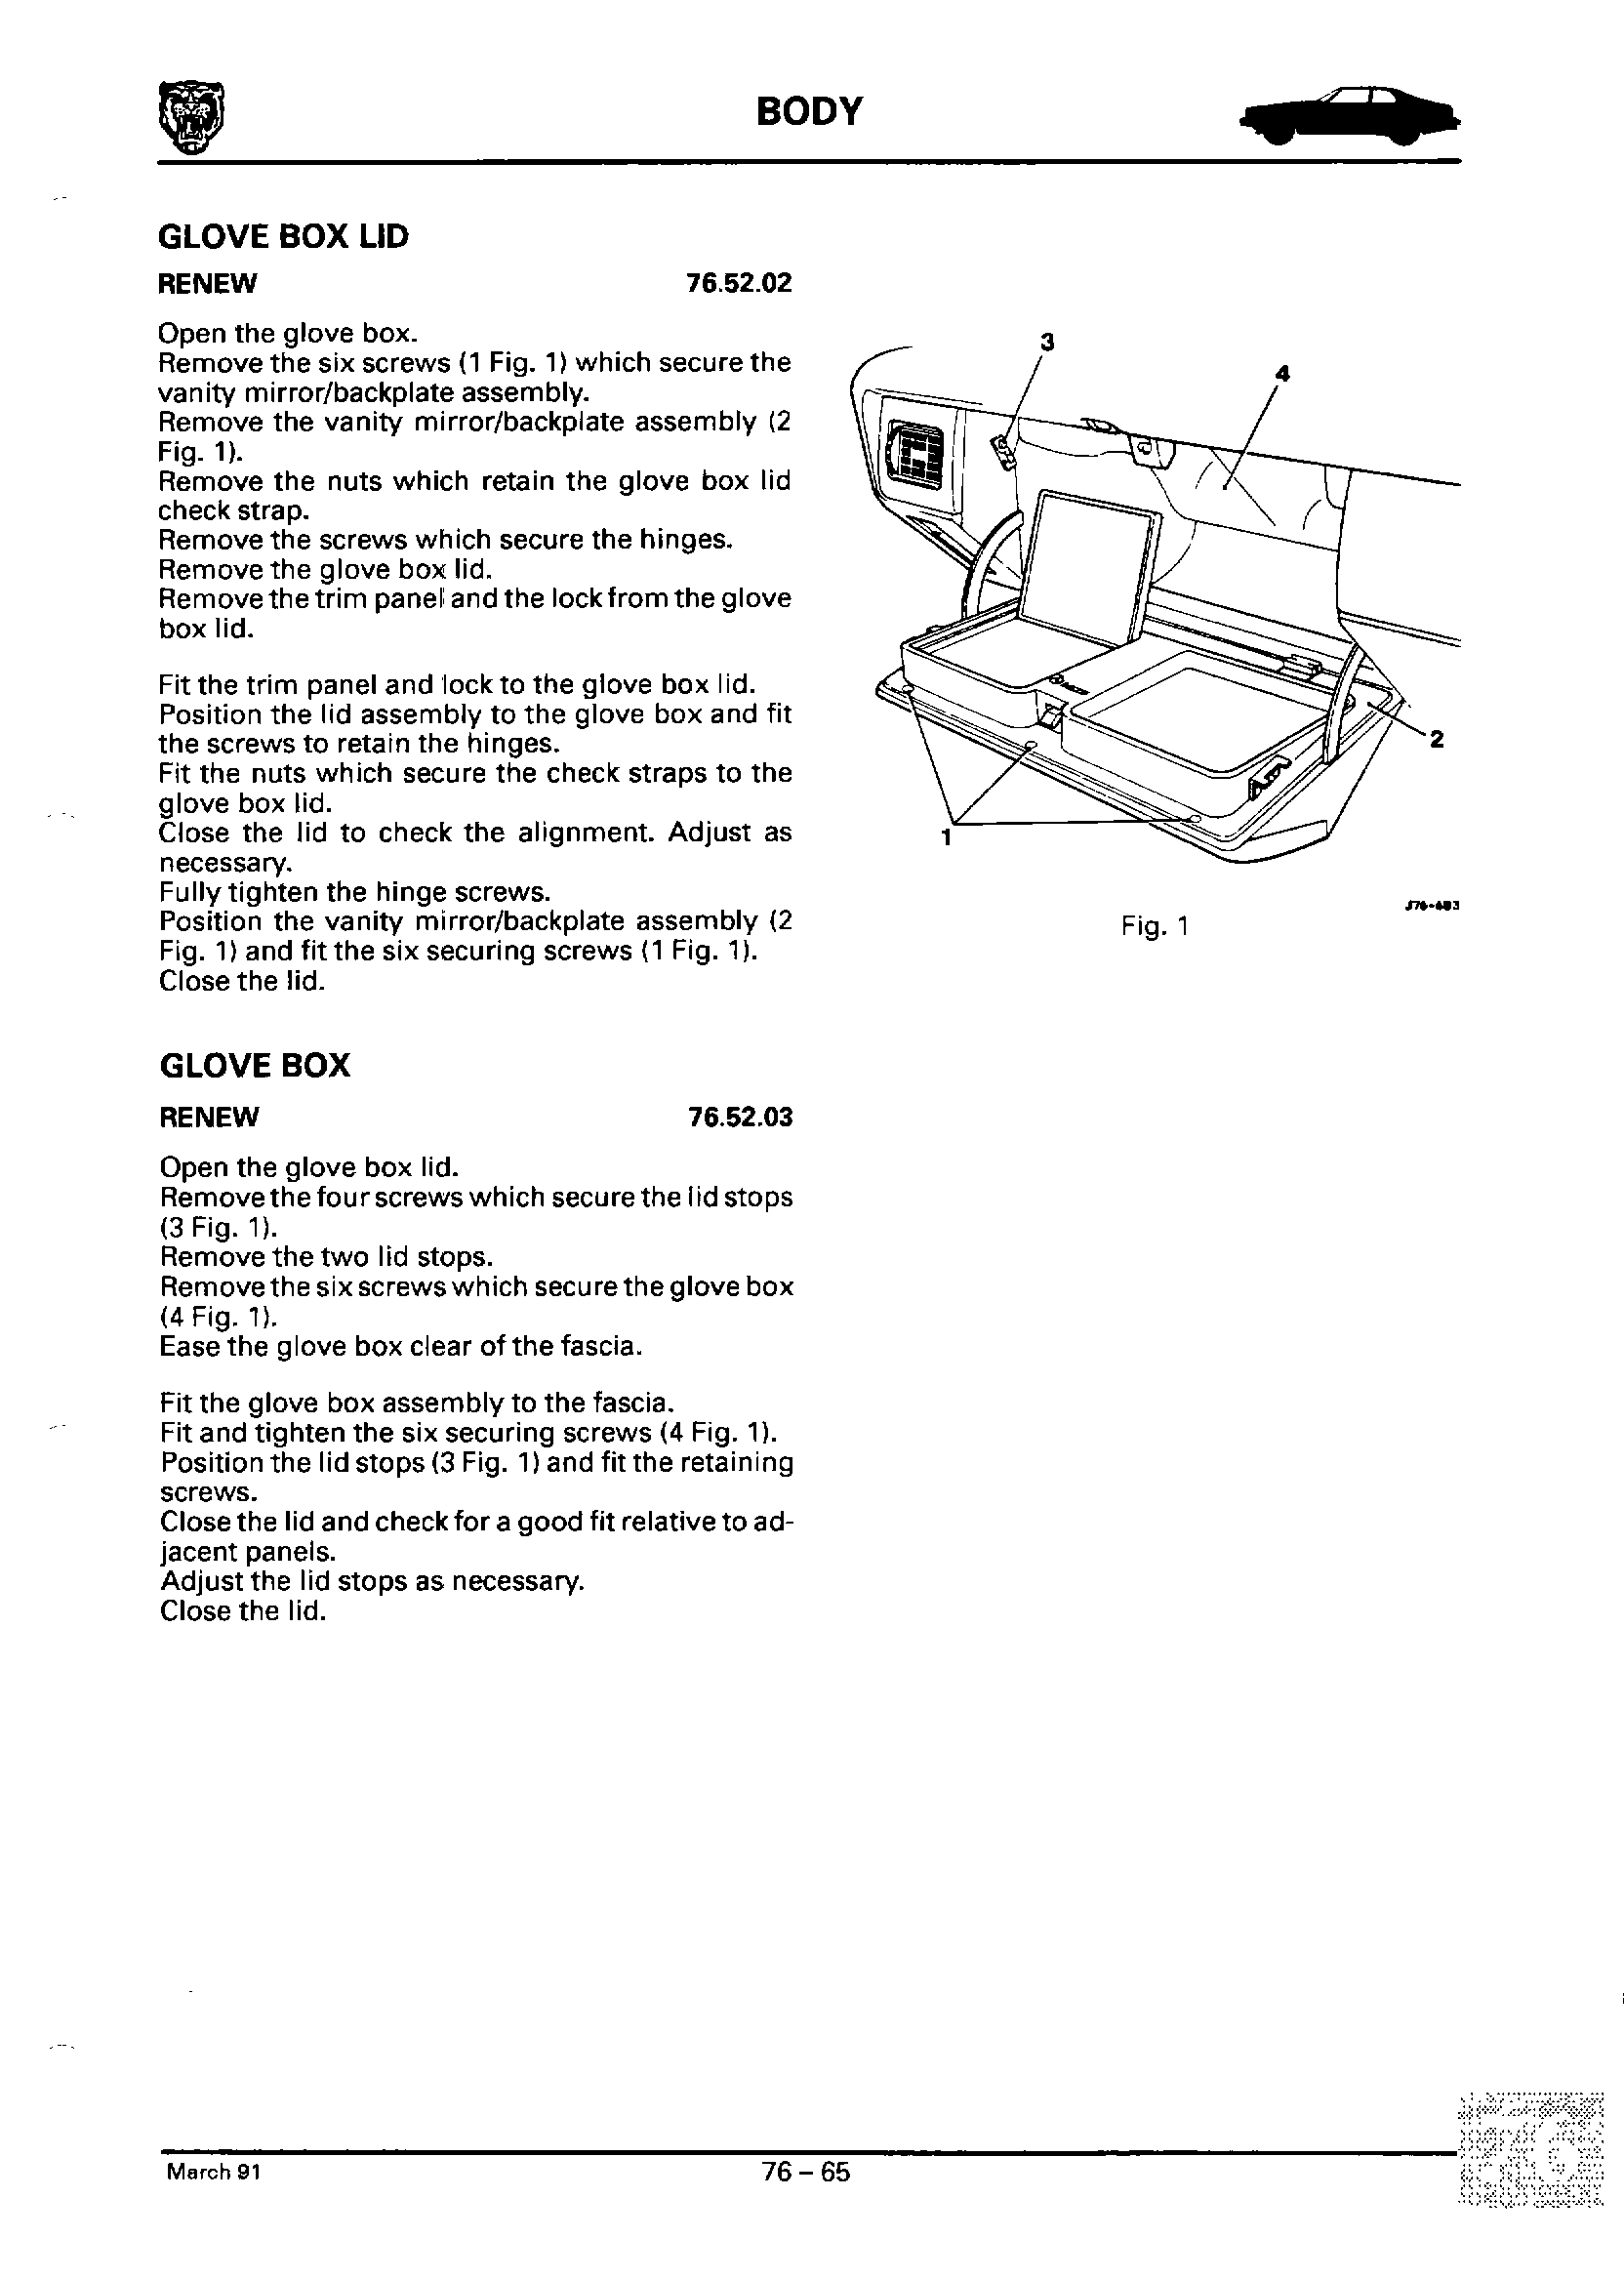 BODY
GLOVE BOX LID
RENEW 76.52.02
Open the glove box.
Remove the six screws (1 Fig. 1) which secure the
vanity mirror/backplate assembly.
Remove the vanity mirror/backplate assembly (2
Fig. 1).
Remove the nuts which retain the glove box lid
check strap.
Remove the screws which secure the hinges.
Remove the glove box lid.
Remove the trim panel and the lock from the glove
box lid.
Fit the trim panel and lock to the glove box lid.
Position the lid assembly to the glove box and fit
the screws to retain the hinges.
Fit the nuts which secure the check straps to the
glove box lid.
Close the lid to check the alignment. Adjust as
necessary.
Fully tighten the hinge screws.
Position the vanity mirror/backplate assembly (2
Fig. 1) and fit the six securing screws (1 Fig. 1).
Close the lid.
GLOVE BOX
RENEW 76.52.03
Open the glove box lid.
Remove the four screws which secure the lid stops
(3 Fig. 1).
Remove the two lid stops.
Remove the six screws which secure the glove box
(4 Fig. 1).
Ease the glove box clear of the fascia.
Fit the glove box assembly to the fascia.
Fit and tighten the six securing screws (4 Fig. 1).
Position the lid stops (3 Fig. 1) and fit the retaining
screws.
Close the lid and check for a good fit relative to ad-
jacent panels.
Adjust the lid stops as necessary.
Close the lid.
3
4
2
1
J76-683
Fig. 1
March 91
76 – 65